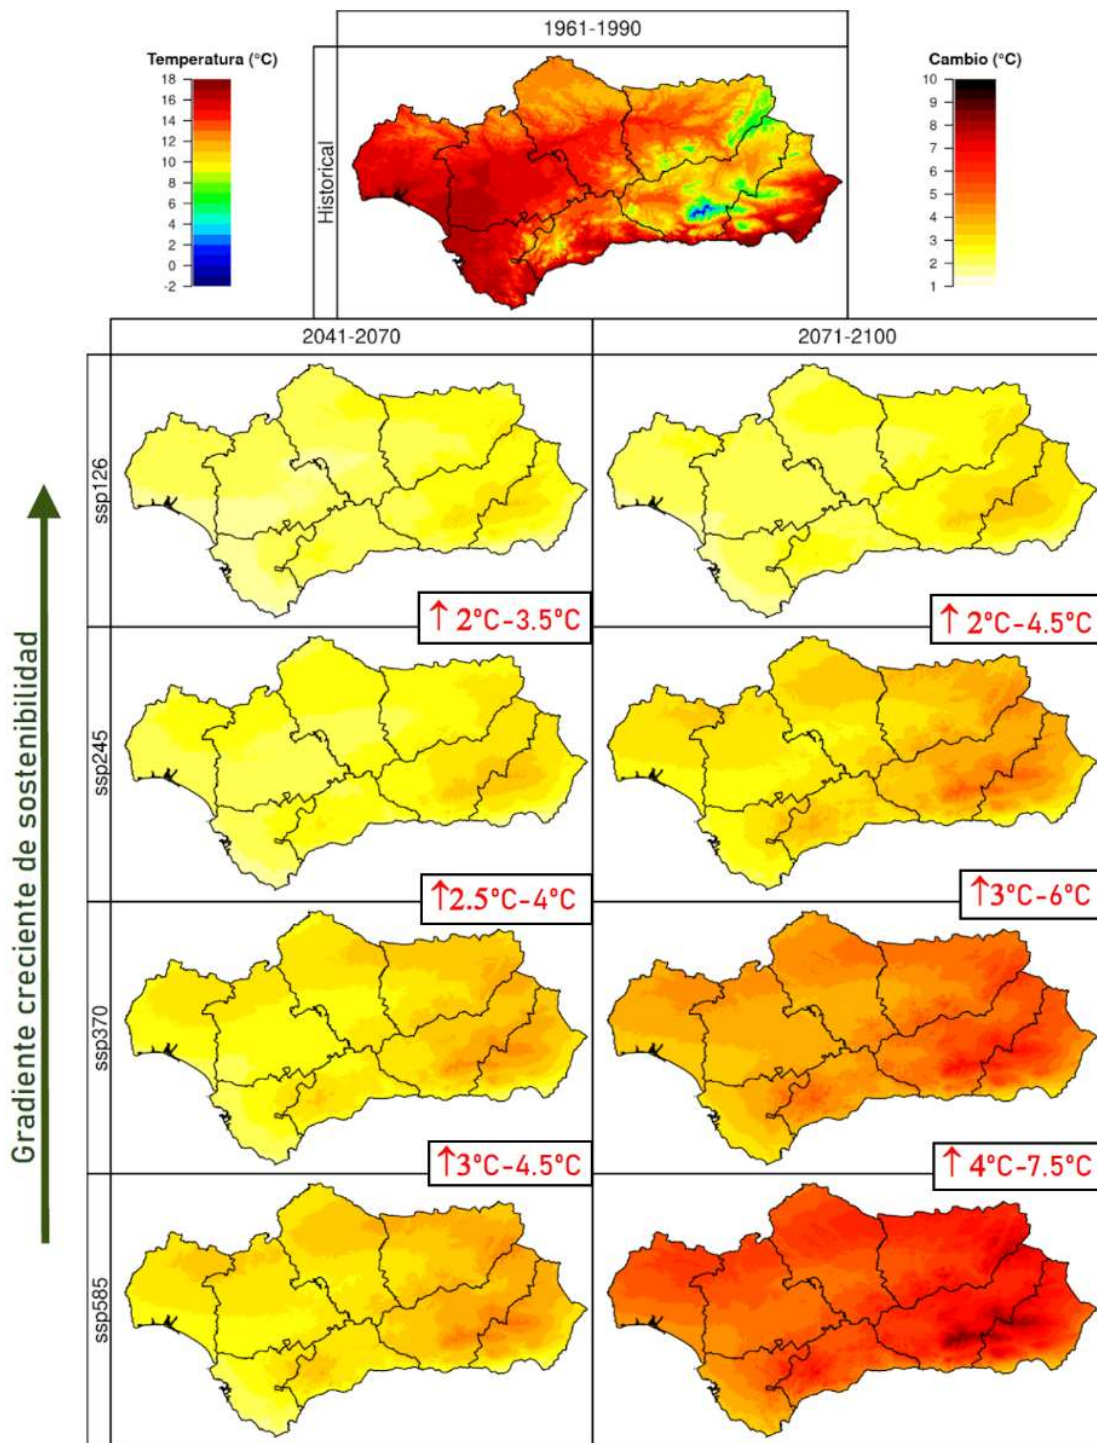 1961-1990
Temperatura (°C)
18
16
14
12
10
8
6
4
2
0
-2
Historical
Cambio (°C)
10
9
8
7
6
5
4
3
2
1
2041-2070
2071-2100
Gradiente creciente de sostenibilidad
ssp126
↑ 2°C-3.5°C
↑ 2°C-4.5°C
ssp245
↑2.5°C-4°C
↑3°C-6°C
ssp370
↑3°C-4.5°C
↑ 4°C-7.5°C
ssp585